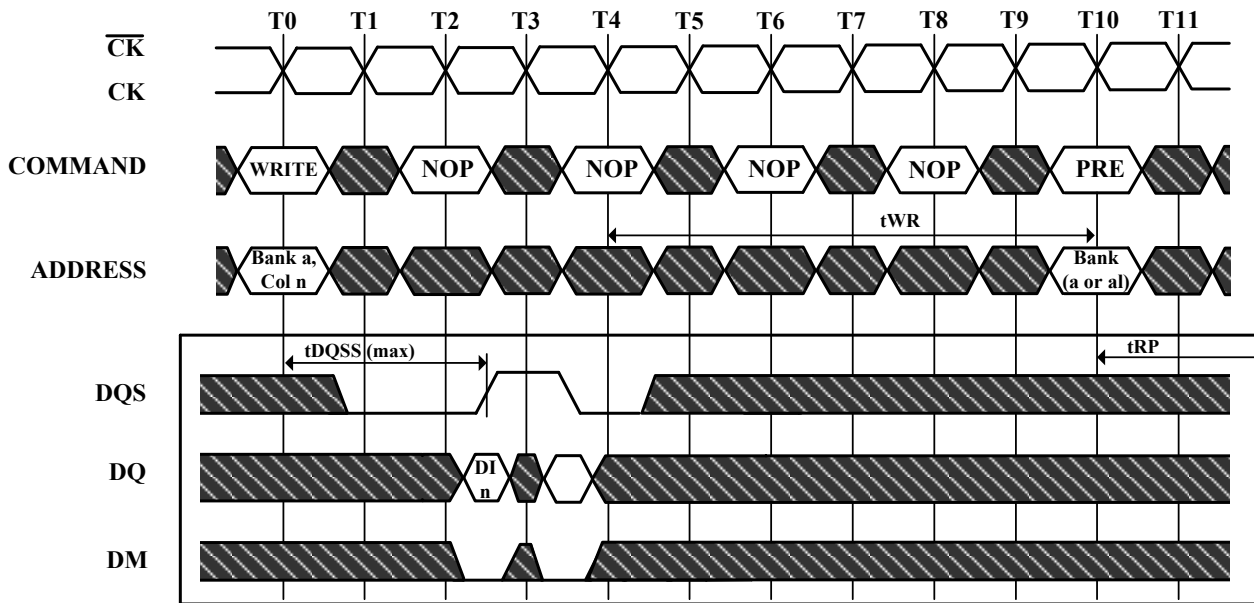 T0 T1 T2 T3 T4 T5 T6 T7 T8 T9 T10 T11
CK
CK
COMMAND WRITE NOP NOP NOP NOP PRE
tWR
ADDRESS Bank a, Col n Bank (a or al)
tDQSS (max) tRP
DQS
DQ DI n
DM